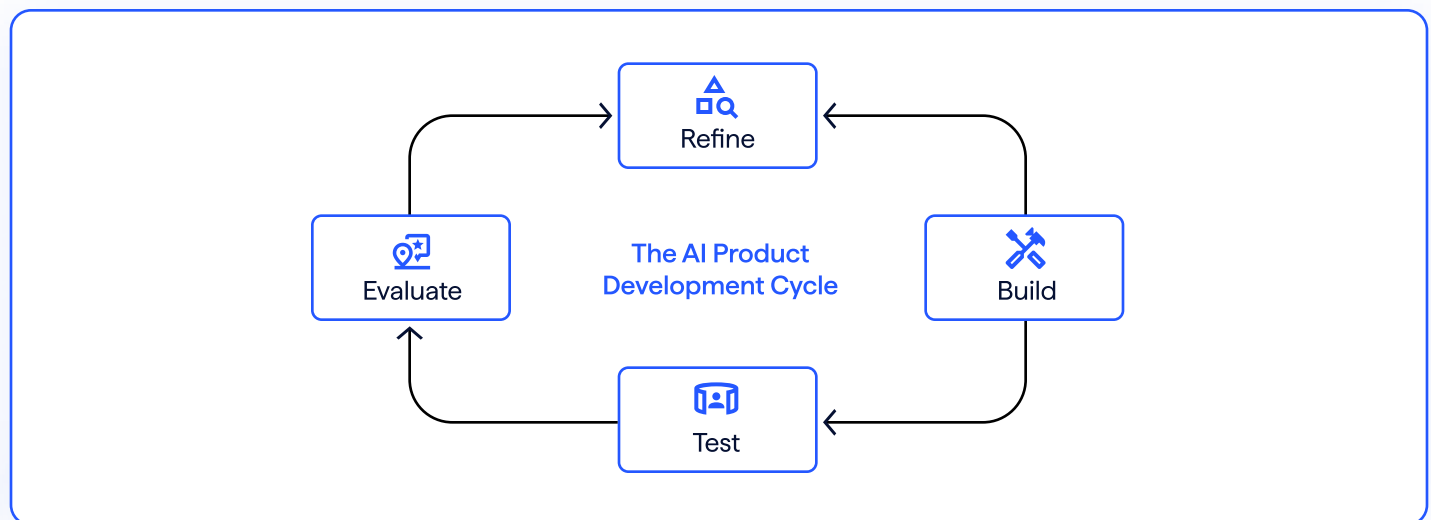 Refine
Evaluate
The AI Product
Development Cycle
Build
Test